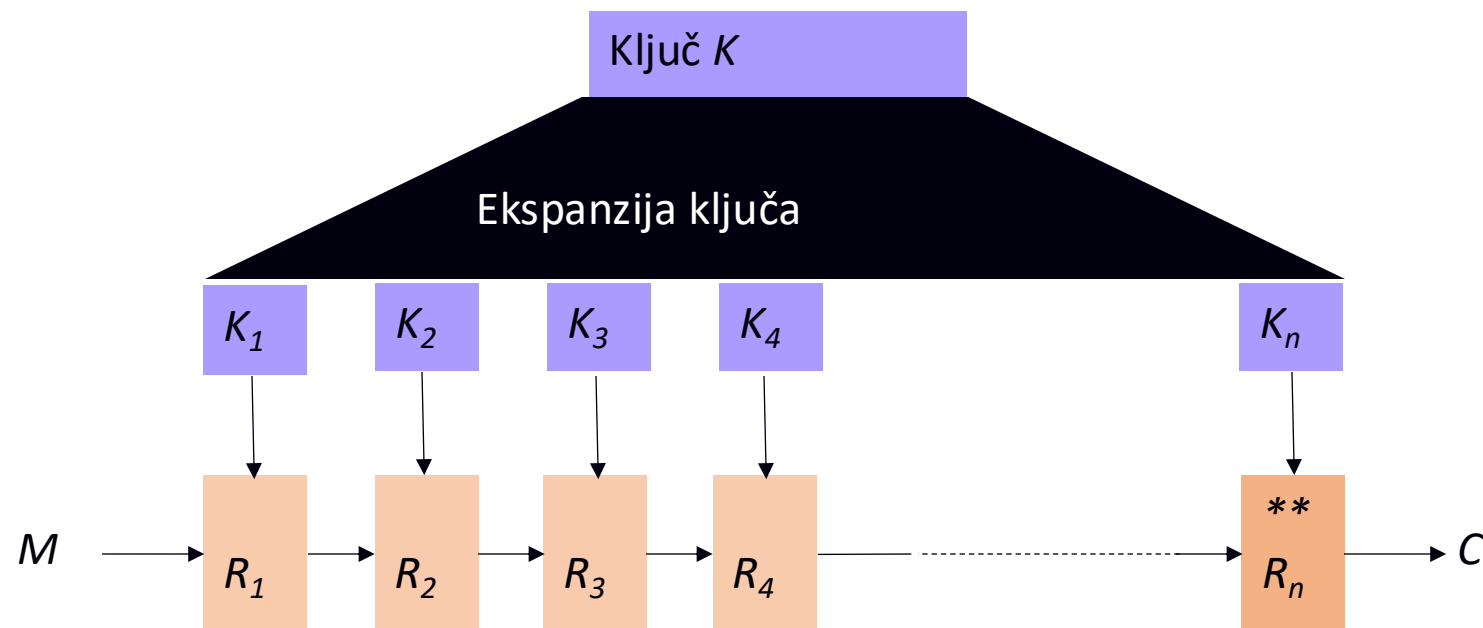 Ključ K
Ekspanzija ključa
K1 K2 K3 K4 Kn
**
M R1 R2 R3 R4 Rn C